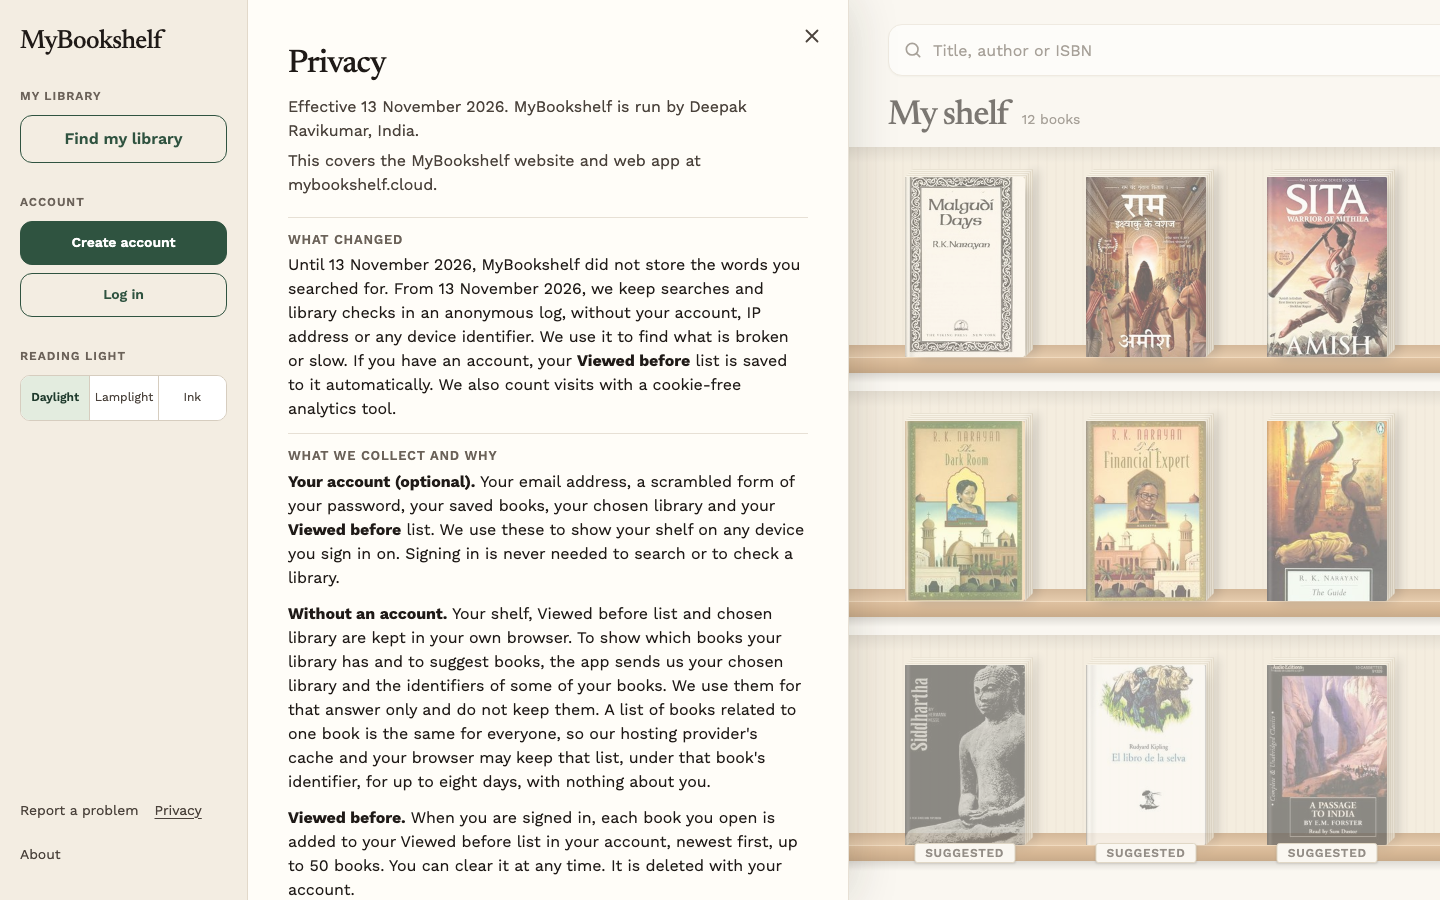 MyBookshelf
MY LIBRARY
Find my library
ACCOUNT
Create account
Log in
READING LIGHT
Daylight
Lamplight
Ink
Report a problem
Privacy
About
Privacy
Effective 13 November 2026. MyBookshelf is run by Deepak
Ravikumar, India.
This covers the MyBookshelf website and web app at
mybookshelf.cloud.
WHAT CHANGED
Until 13 November 2026, MyBookshelf did not store the words you
searched for. From 13 November 2026, we keep searches and
library checks in an anonymous log, without your account, IP
address or any device identifier. We use it to find what is broken
or slow. If you have an account, your Viewed before list is saved
to it automatically. We also count visits with a cookie-free
analytics tool.
WHAT WE COLLECT AND WHY
Your account (optional). Your email address, a scrambled form of
your password, your saved books, your chosen library and your
Viewed before list. We use these to show your shelf on any device
you sign in on. Signing in is never needed to search or to check a
library.
Without an account. Your shelf, Viewed before list and chosen
library are kept in your own browser. To show which books your
library has and to suggest books, the app sends us your chosen
library and the identifiers of some of your books. We use them for
that answer only and do not keep them. A list of books related to
one book is the same for everyone, so our hosting provider's
cache and your browser may keep that list, under that book's
identifier, for up to eight days, with nothing about you.
Viewed before. When you are signed in, each book you open is
added to your Viewed before list in your account, newest first, up
to 50 books. You can clear it at any time. It is deleted with your
account.
Title, author or ISBN
My shelf
12 books
Malgudi
Days
R.K.Narayan
THE VIKING PRESS · NEW YORK
राम
इक्ष्वाकु के वंशज
अमीश
SITA
WARRIOR OF MITHILA
AMISH
R. K. NARAYAN
The
Dark Room
R. K. NARAYAN
The
Financial Expert
R. K. NARAYAN
The Guide
Siddhartha
SUGGESTED
Rudyard Kipling
El libro de la selva
SUGGESTED
A PASSAGE
TO INDIA
BY E.M. FORSTER
Read by Sam Dastor
SUGGESTED